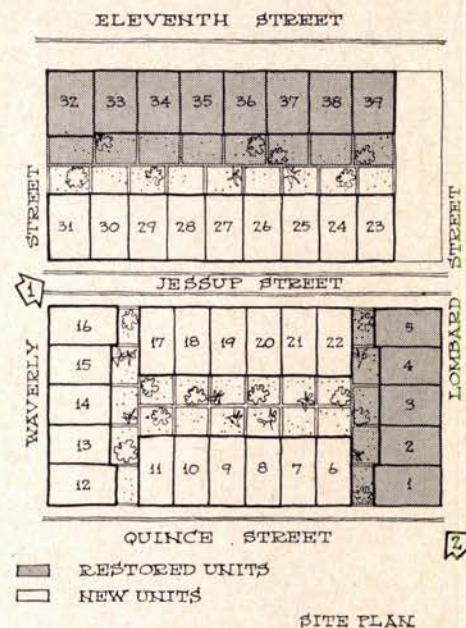 ELEVENTH STREET
32 33 34 35 36 37 38 39
31 30 29 28 27 26 25 24 23
STREET
STREET
JESSUP STREET
1
WAVERLY
LOMBARD
16 17 18 19 20 21 22 5
15 4
14 3
13 2
12 11 10 9 8 7 6 1
QUINCE STREET
2
RESTORED UNITS
NEW UNITS
SITE PLAN